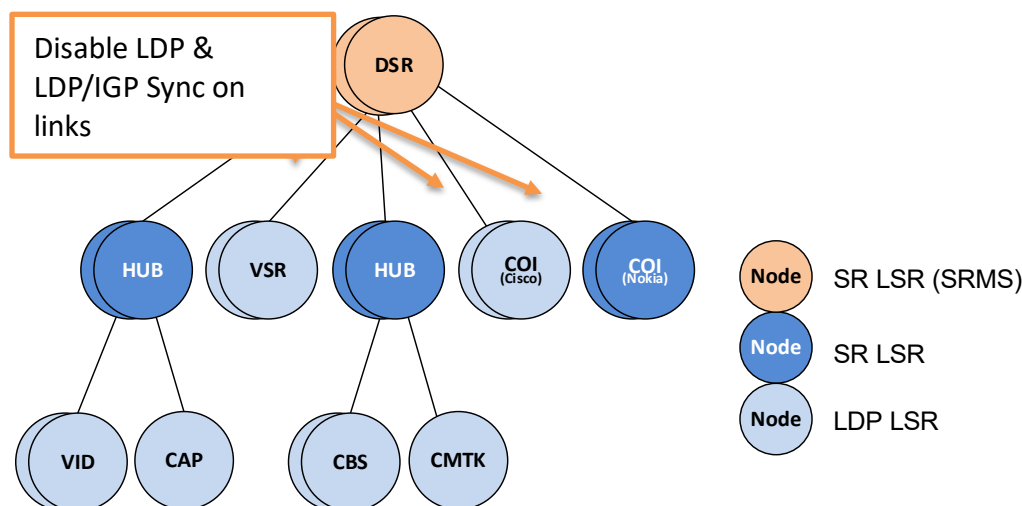 Disable LDP &
LDP/IGP Sync on
links
DSR
HUB
VSR
HUB
COI
(Cisco)
COI
(Nokia)
VID
CAP
CBS
CMTK
Node
SR LSR (SRMS)
Node
SR LSR
Node
LDP LSR